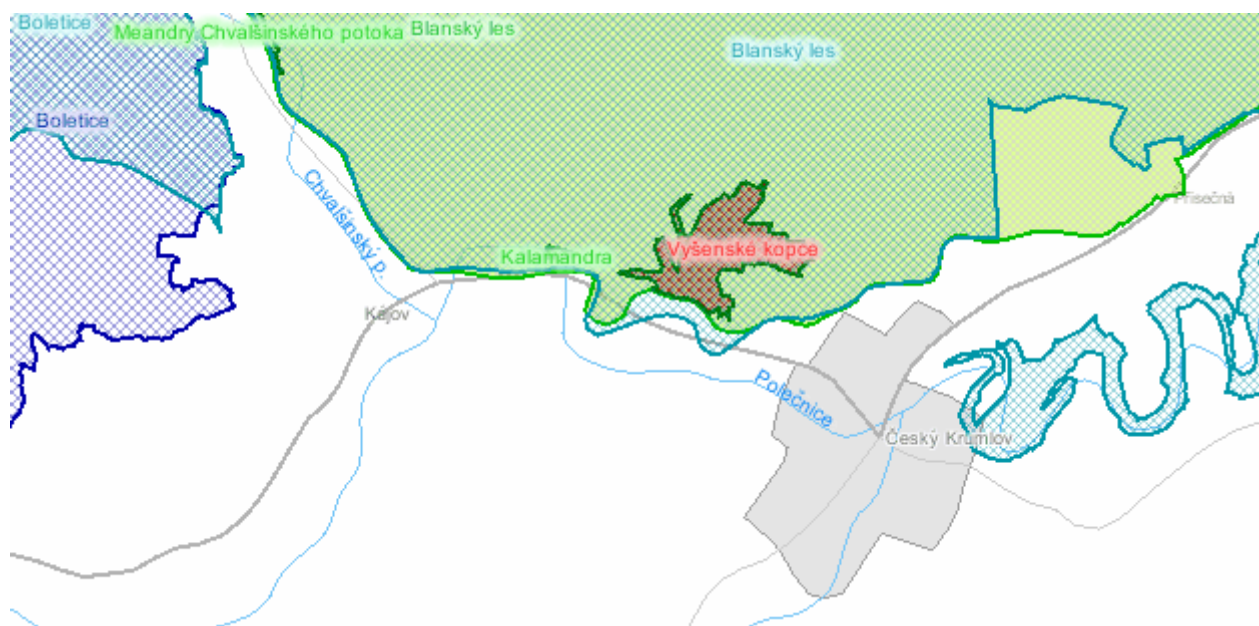 Boletice
Meandry Chvalšinského potoka
Blanský les
Blanský les
Boletice
Chvalšinský p.
Přísečná
Vyšenské kopce
Kalamandra
Kájov
Polečnice
Český Krumlov